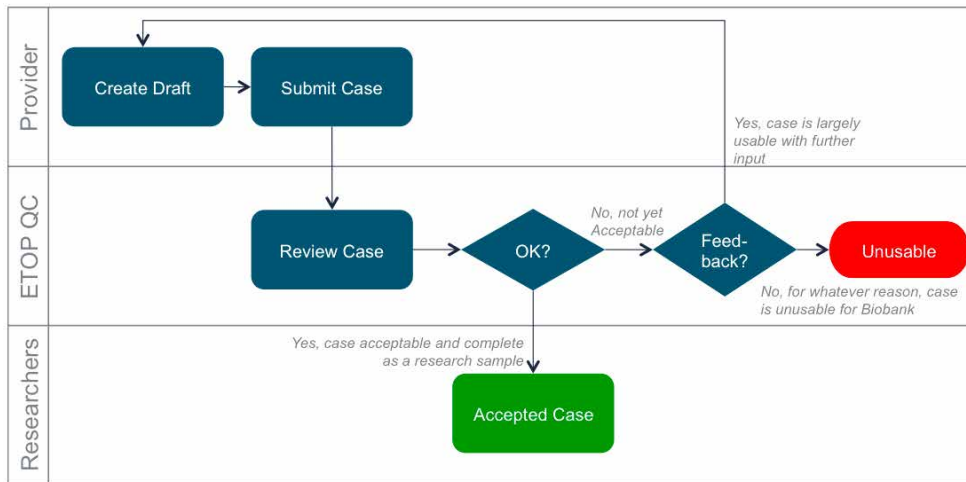 Provider
Create Draft
Submit Case
Yes, case is largely
usable with further
input
ETOP QC
Review Case
OK?
No, not yet
Acceptable
Feed-
back?
Unusable
No, for whatever reason, case
is unusable for Biobank
Researchers
Yes, case acceptable and complete
as a research sample
Accepted Case